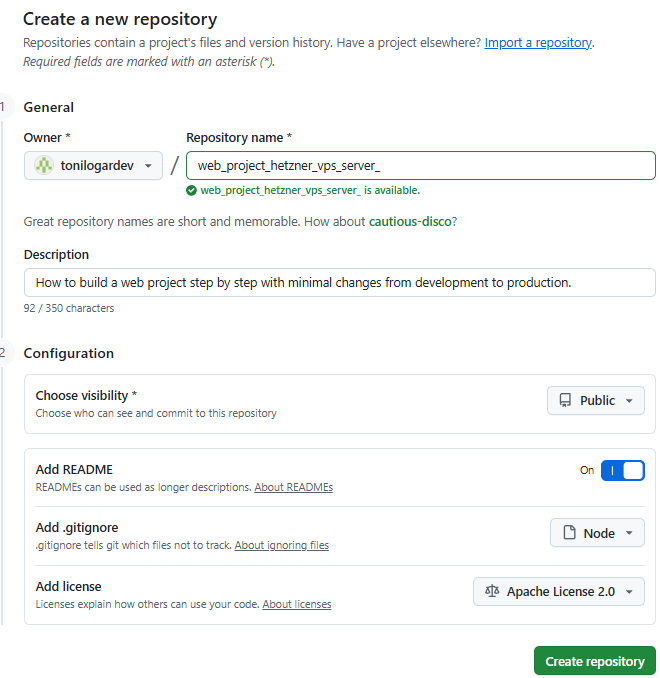 Create a new repository
Repositories contain a project's files and version history. Have a project elsewhere? Import a repository.
Required fields are marked with an asterisk (*).
1 General
Owner * Repository name *
tonilogardev / web_project_hetzner_vps_server_
web_project_hetzner_vps_server_ is available.
Great repository names are short and memorable. How about cautious-disco?
Description
How to build a web project step by step with minimal changes from development to production.
92 / 350 characters
2 Configuration
Choose visibility * Public
Choose who can see and commit to this repository
Add README On
READMEs can be used as longer descriptions. About READMEs
Add .gitignore Node
.gitignore tells git which files not to track. About ignoring files
Add license Apache License 2.0
Licenses explain how others can use your code. About licenses
Create repository